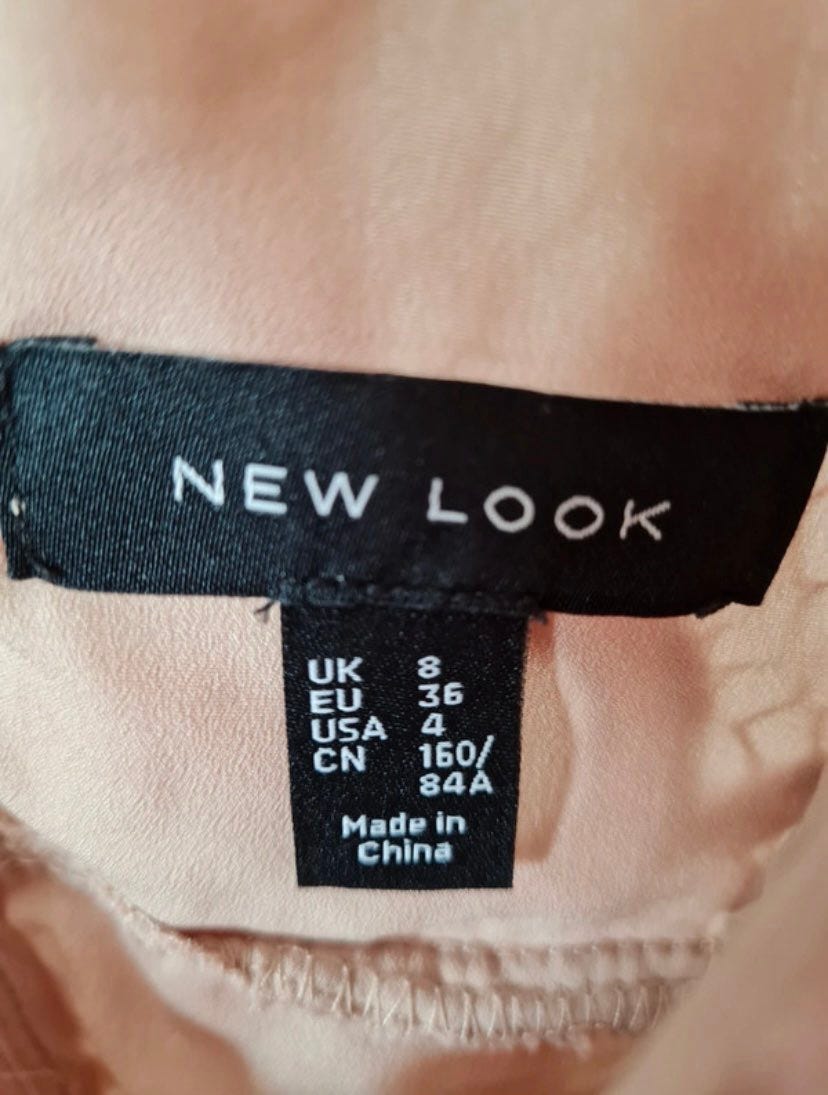 NEW LOOK
UK 8
EU 36
USA 4
CN 160/
84A
Made in
China